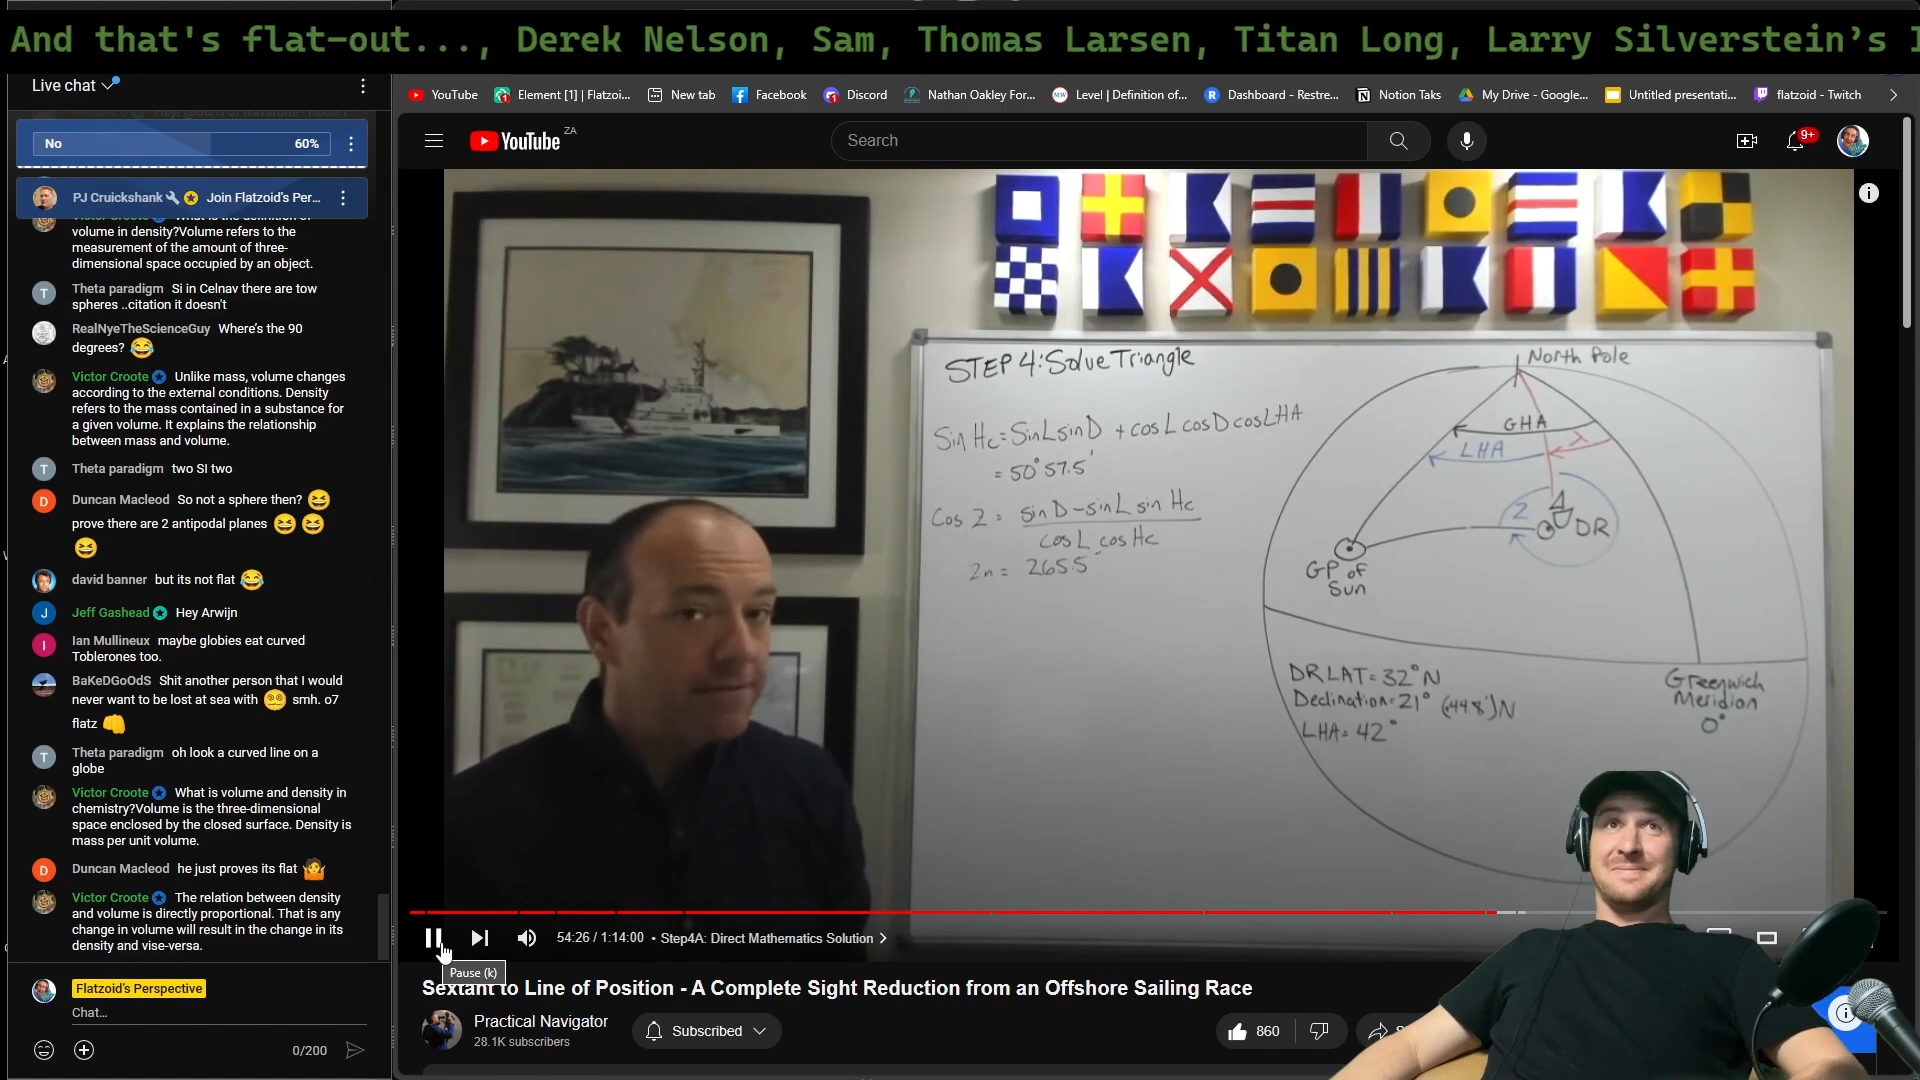 And that's flat-out..., Derek Nelson, Sam, Thomas Larsen, Titan Long, Larry Silverstein’s
Live chat
No 60%
PJ Cruickshank Join Flatzoid's Per...
Victor Croote What is the definition of
volume in density?Volume refers to the
measurement of the amount of three-
dimensional space occupied by an object.
Theta paradigm Si in Celnav there are tow
spheres ..citation it doesn't
RealNyeTheScienceGuy Where’s the 90
degrees?
Victor Croote Unlike mass, volume changes
according to the external conditions. Density
refers to the mass contained in a substance for
a given volume. It explains the relationship
between mass and volume.
Theta paradigm two SI two
Duncan Macleod So not a sphere then?
prove there are 2 antipodal planes
david banner but its not flat
Jeff Gashead Hey Arwijn
Ian Mullineux maybe globies eat curved
Toblerones too.
BaKeDGoOdS Shit another person that I would
never want to be lost at sea with smh. o7
flatz
Theta paradigm oh look a curved line on a
globe
Victor Croote What is volume and density in
chemistry?Volume is the three-dimensional
space enclosed by the closed surface. Density is
mass per unit volume.
Duncan Macleod he just proves its flat
Victor Croote The relation between density
and volume is directly proportional. That is any
change in volume will result in the change in its
density and vise-versa.
Flatzoid's Perspective
Chat...
0/200
YouTube Element [1] | Flatzoi... New tab Facebook Discord Nathan Oakley For... Level | Definition of... Dashboard - Restre... Notion Taks My Drive - Google... Untitled presentati... flatzoid - Twitch
YouTube ZA
Search
9+
STEP 4: Solve Triangle
Sin Hc = Sin L sin D + cos L cos D cos LHA
= 50° 57.5'
Cos Z = sin D - sin L sin Hc
cos L cos Hc
Zn = 265.5°
North Pole
GHA
LHA
λ
Z
DR
GP of
Sun
DR LAT = 32° N
Declination = 21° (.448') N
LHA = 42°
Greenwich
Meridion
0°
54:26 / 1:14:00 • Step4A: Direct Mathematics Solution
Pause (k)
Sextant to Line of Position - A Complete Sight Reduction from an Offshore Sailing Race
Practical Navigator
28.1K subscribers
Subscribed
860